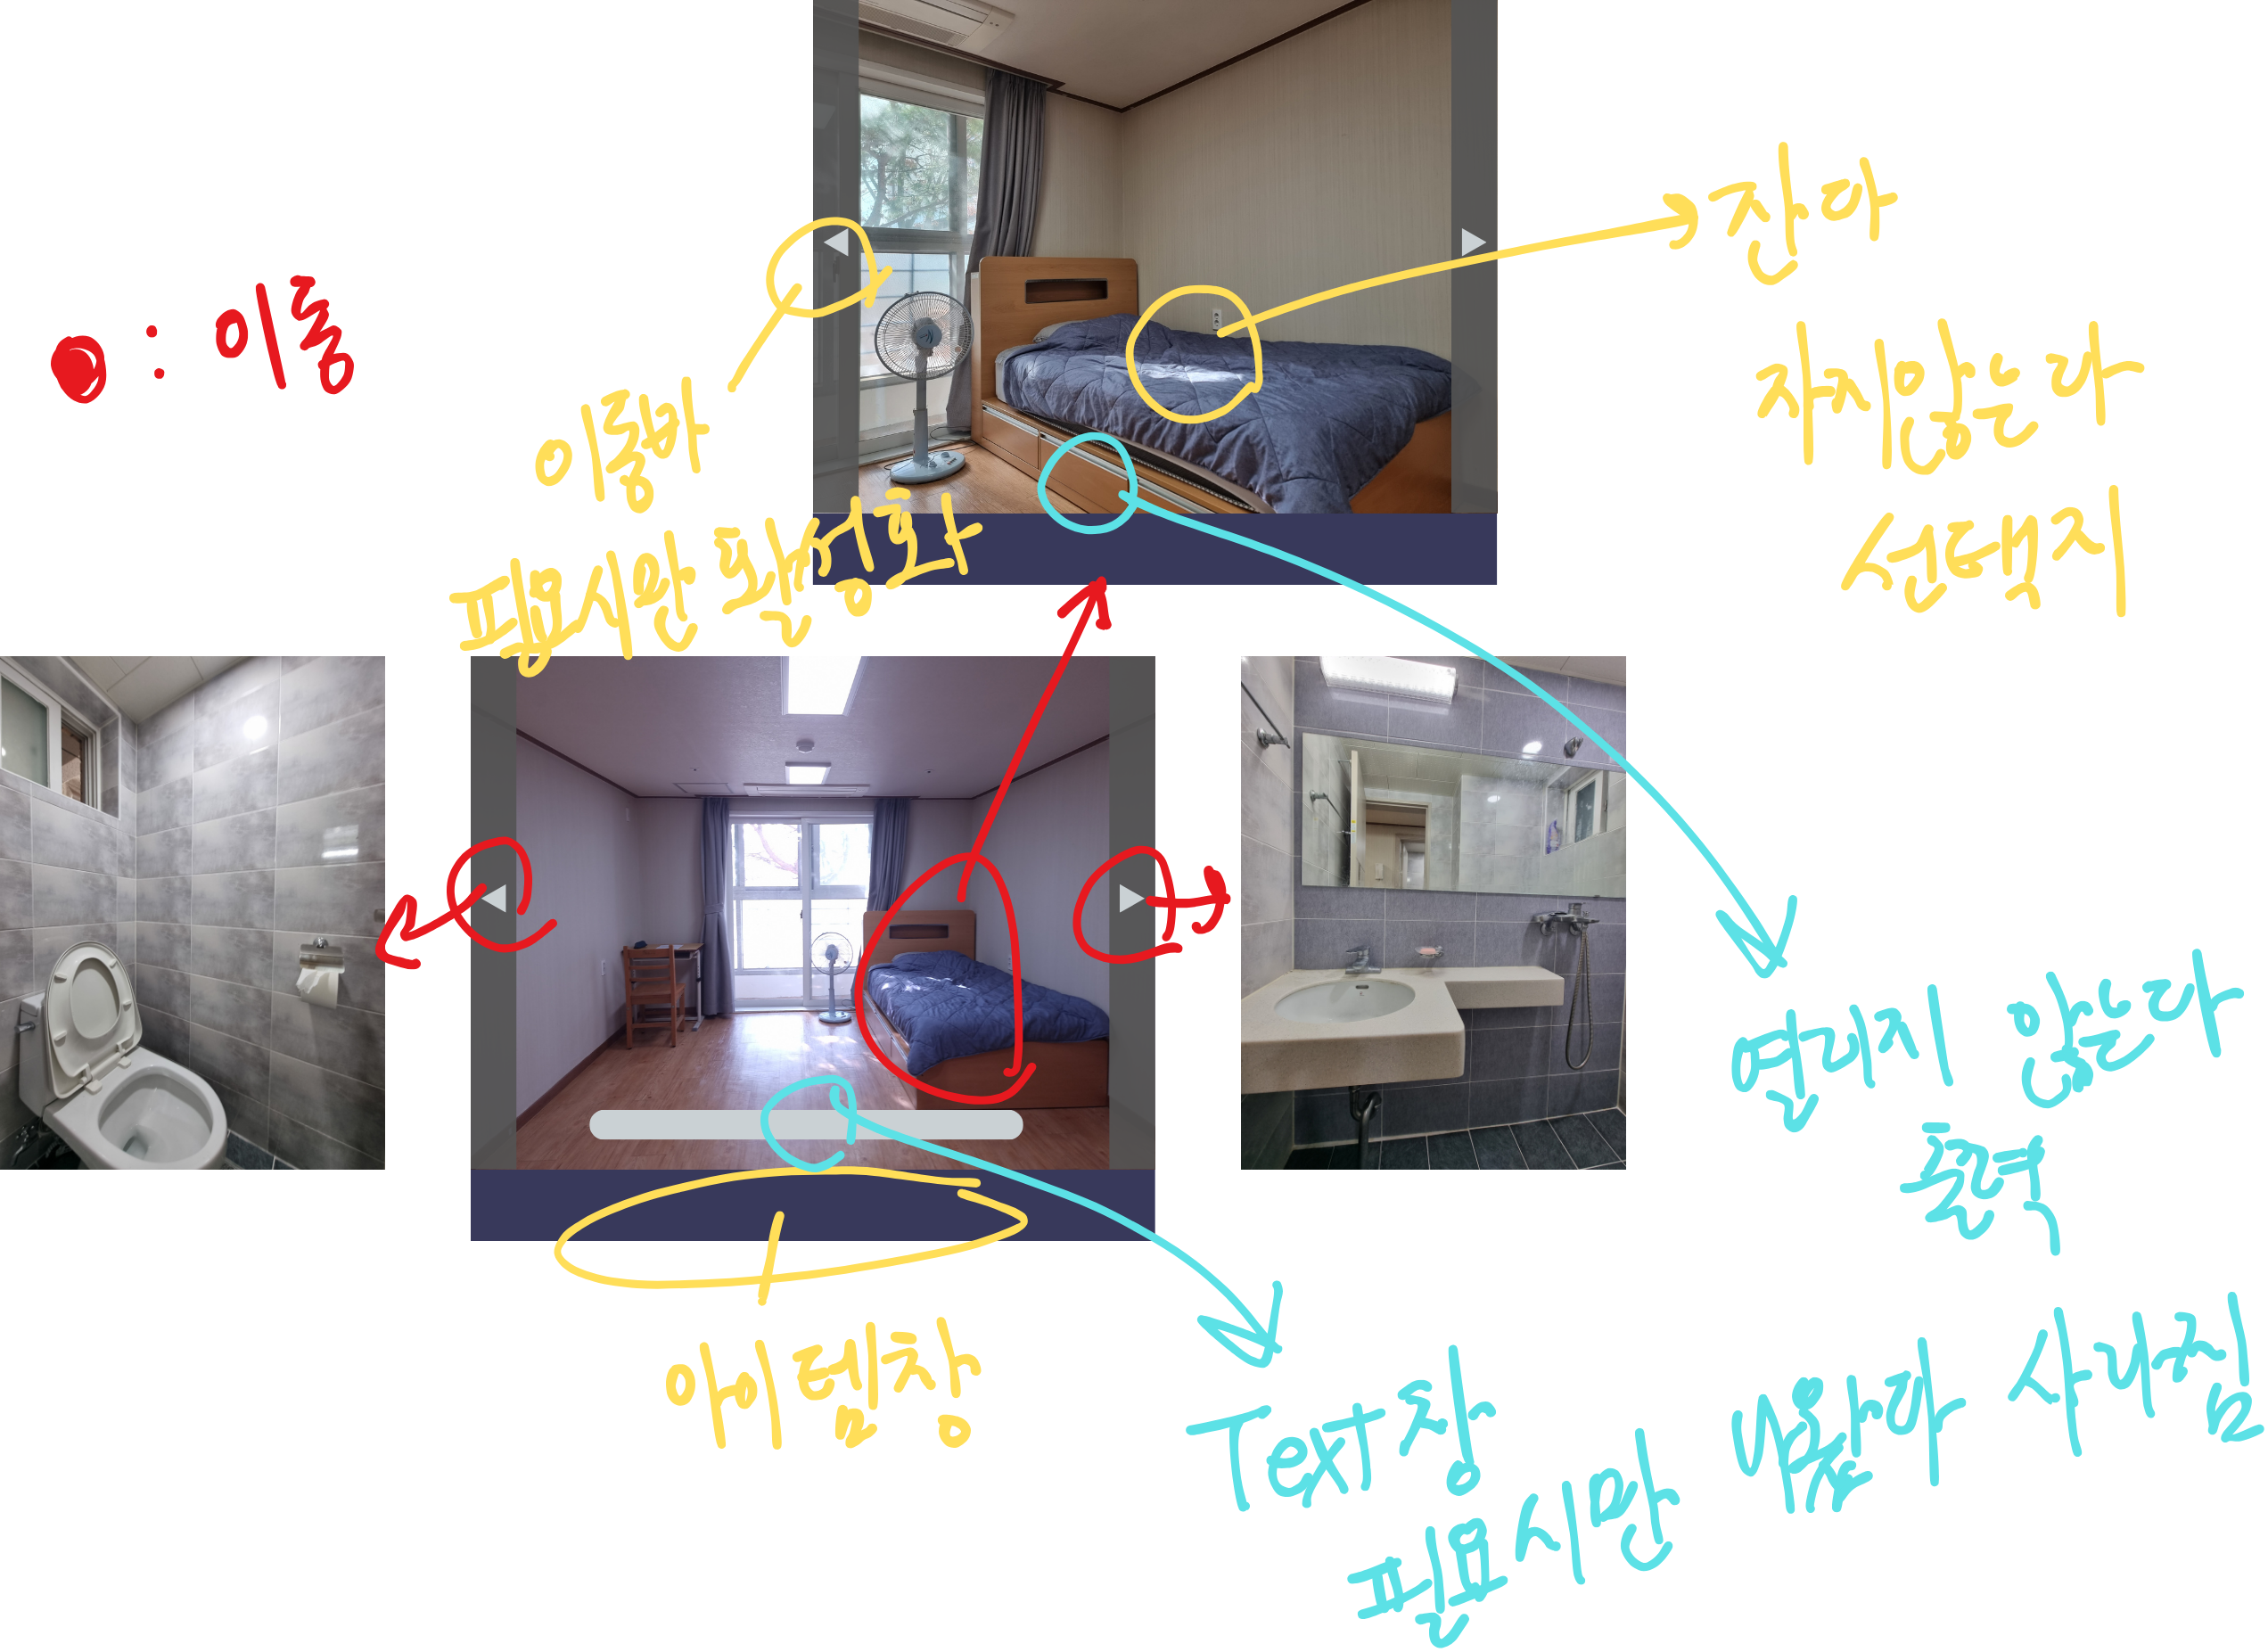 잔다
자지않는다
선택지
: 이동
이동바
필요시만 활성화
열리지 않는다
출력
아이템창
Text창
필요시만 나왔다 사라짐